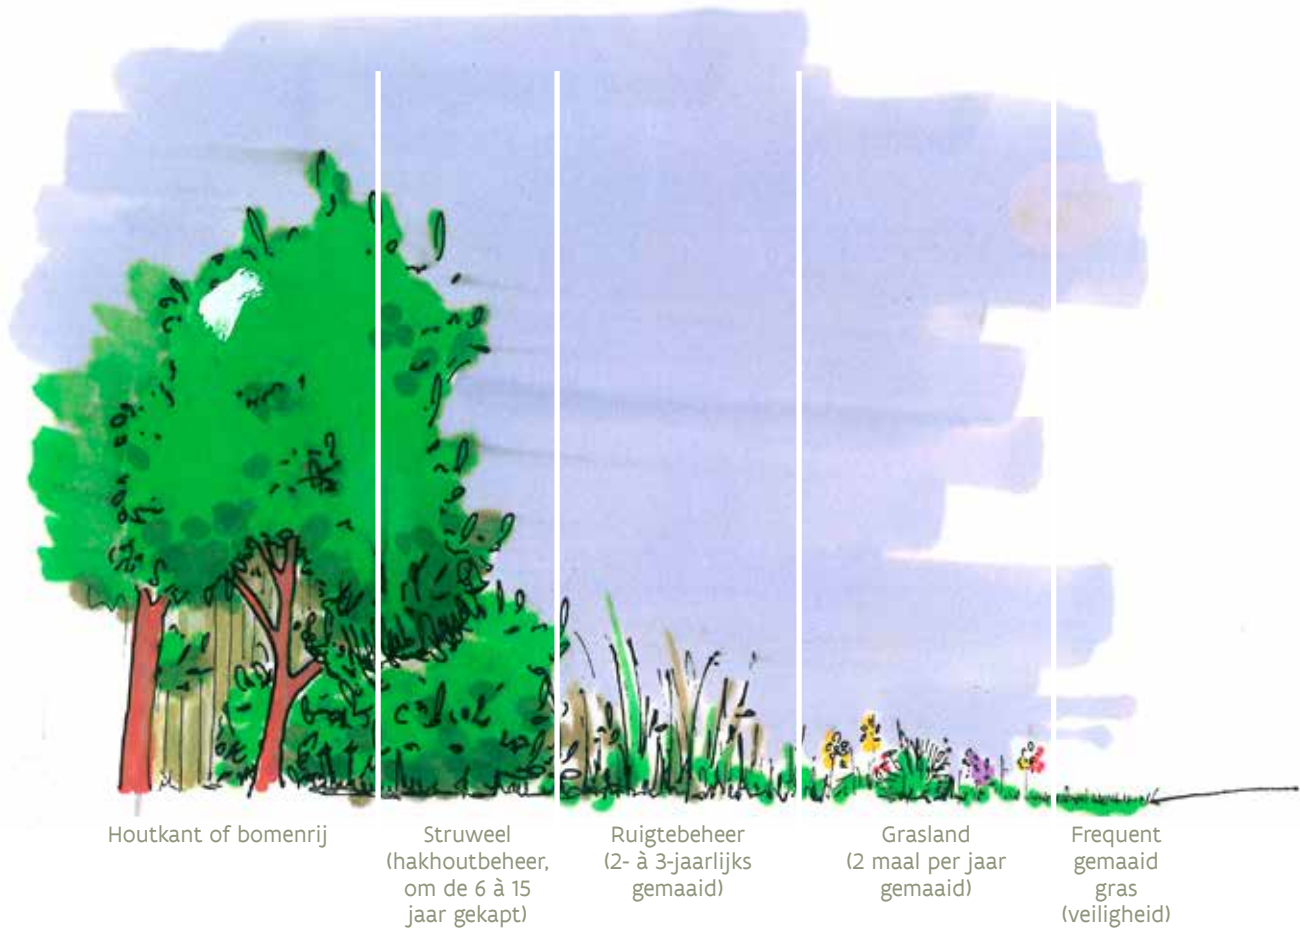 Houtkant of bomenrij
Struweel
(hakhoutbeheer,
om de 6 à 15
jaar gekapt)
Ruigtebeheer
(2- à 3-jaarlijks
gemaaid)
Grasland
(2 maal per jaar
gemaaid)
Frequent
gemaaid
gras
(veiligheid)